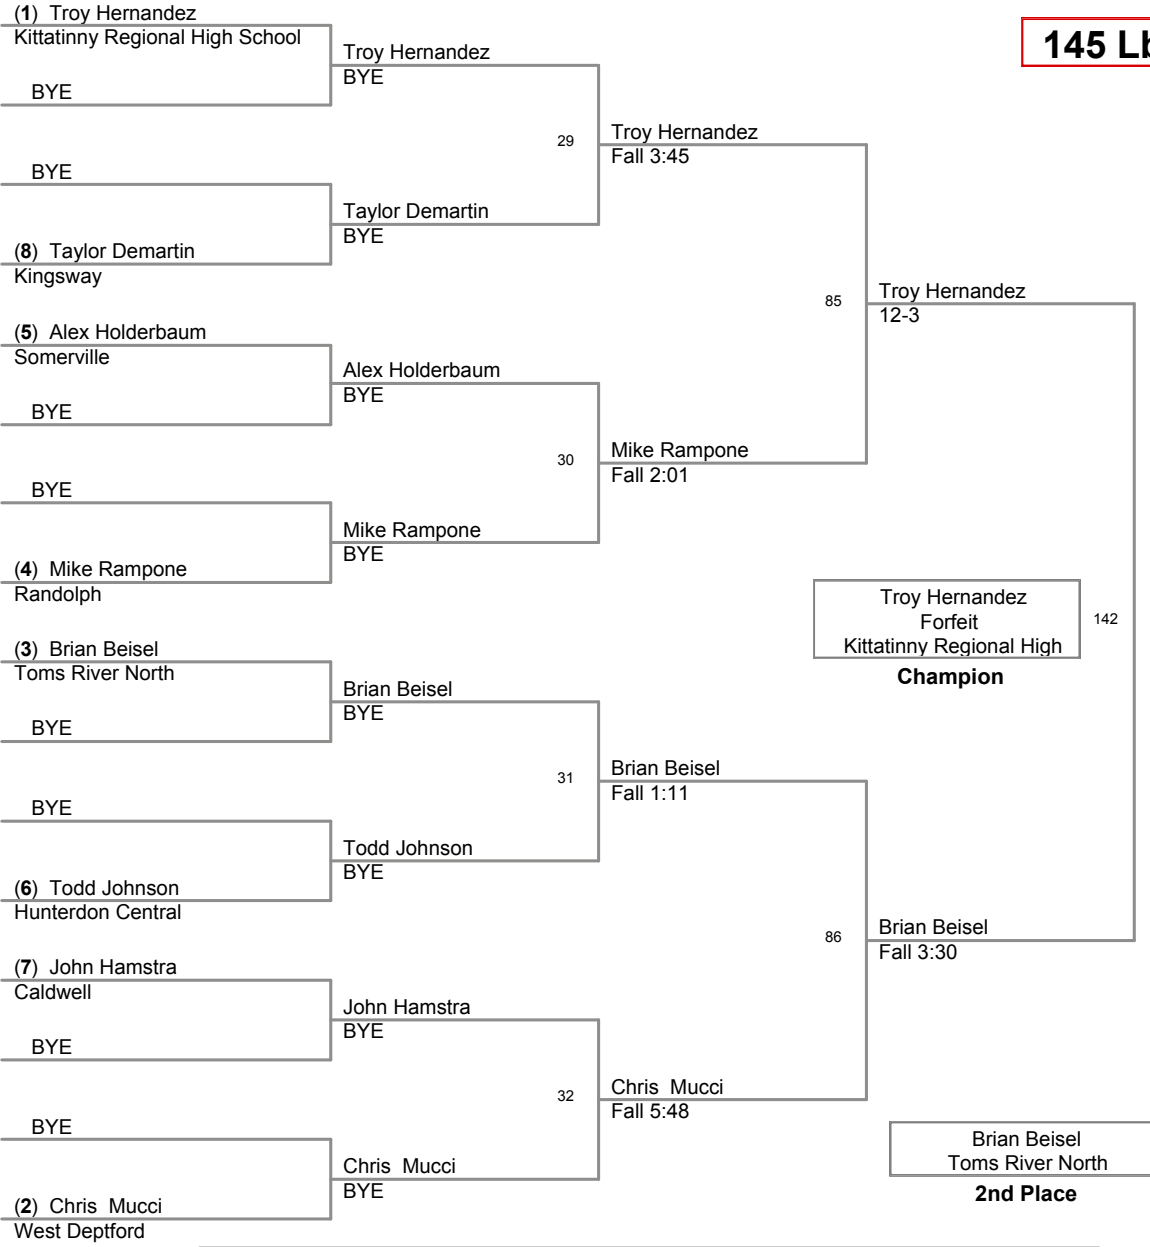 (1) Troy Hernandez
Kittatinny Regional High School
BYE
BYE
(8) Taylor Demartin
Kingsway
(5) Alex Holderbaum
Somerville
BYE
BYE
(4) Mike Rampone
Randolph
(3) Brian Beisel
Toms River North
BYE
BYE
(6) Todd Johnson
Hunterdon Central
(7) John Hamstra
Caldwell
BYE
BYE
(2) Chris Mucci
West Deptford
Troy Hernandez
BYE
29
Taylor Demartin
BYE
Alex Holderbaum
BYE
30
Mike Rampone
BYE
Brian Beisel
BYE
31
Todd Johnson
BYE
John Hamstra
BYE
32
Chris Mucci
BYE
Troy Hernandez
Fall 3:45
85
Mike Rampone
Fall 2:01
Brian Beisel
Fall 1:11
86
Chris Mucci
Fall 5:48
145 Lb
Troy Hernandez
12-3
Troy Hernandez
Forfeit
Kittatinny Regional High
142
Champion
Brian Beisel
Fall 3:30
Brian Beisel
Toms River North
2nd Place